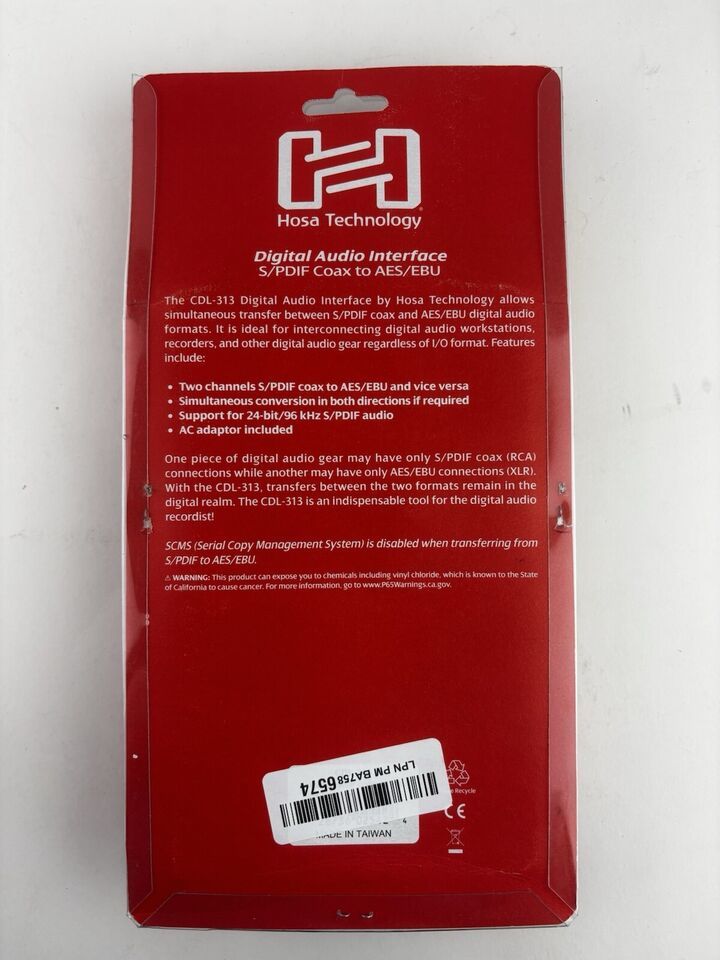 Hosa Technology
Digital Audio Interface
S/PDIF Coax to AES/EBU
The CDL-313 Digital Audio Interface by Hosa Technology allows
simultaneous transfer between S/PDIF coax and AES/EBU digital audio
formats. It is ideal for interconnecting digital audio workstations,
recorders, and other digital audio gear regardless of I/O format. Features
include:
• Two channels S/PDIF coax to AES/EBU and vice versa
• Simultaneous conversion in both directions if required
• Support for 24-bit/96 kHz S/PDIF audio
• AC adaptor included
One piece of digital audio gear may have only S/PDIF coax (RCA)
connections while another may have only AES/EBU connections (XLR).
With the CDL-313, transfers between the two formats remain in the
digital realm. The CDL-313 is an indispensable tool for the digital audio
recordist!
SCMS (Serial Copy Management System) is disabled when transferring from
S/PDIF to AES/EBU.
⚠ WARNING: This product can expose you to chemicals including vinyl chloride, which is known to the State
of California to cause cancer. For more information, go to www.P65Warnings.ca.gov.
LPN PM BA758 6574
Recycle
CE
MADE IN TAIWAN